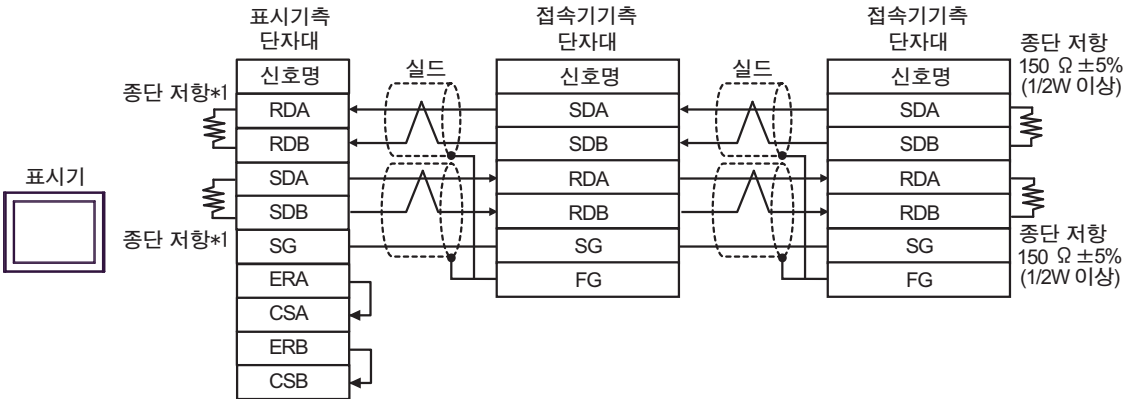 표시기측
단자대
접속기기측
단자대
접속기기측
단자대
종단 저항
150 Ω ±5%
(1/2W 이상)
종단 저항*1
표시기
종단 저항*1
신호명
RDA
RDB
SDA
SDB
SG
ERA
CSA
ERB
CSB
실드
신호명
SDA
SDB
RDA
RDB
SG
FG
실드
신호명
SDA
SDB
RDA
RDB
SG
FG
종단 저항
150 Ω ±5%
(1/2W 이상)